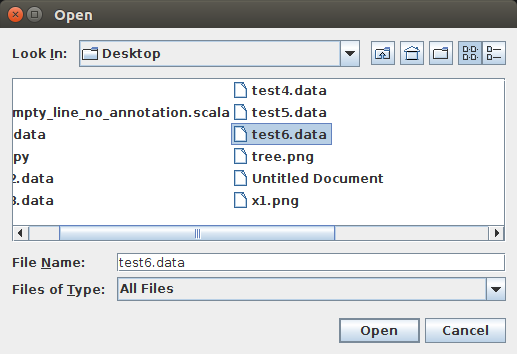 Open
Look In: Desktop
test4.data
mpty_line_no_annotation.scala test5.data
data test6.data
py tree.png
2.data Untitled Document
3.data x1.png
File Name: test6.data
Files of Type: All Files
Open Cancel